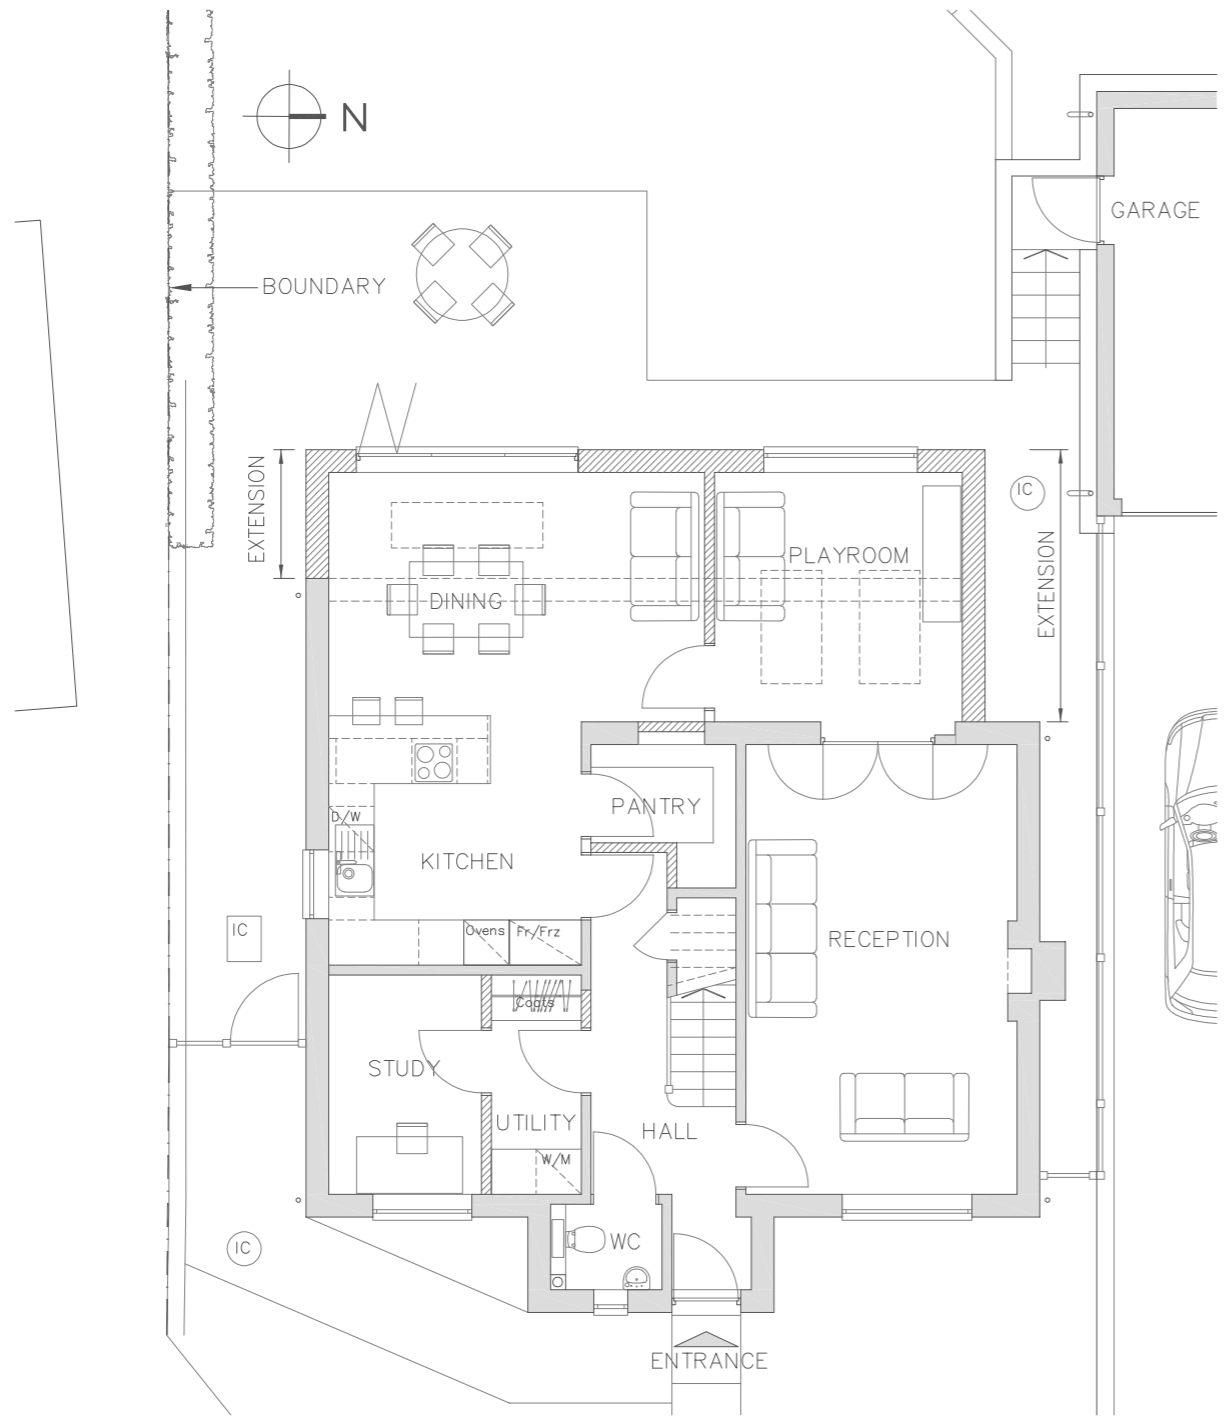 N
GARAGE
BOUNDARY
EXTENSION
IC
EXTENSION
PLAYROOM
DINING
PANTRY
D/W
KITCHEN
IC
Ovens
Fr/Frz
RECEPTION
Coats
STUDY
UTILITY
HALL
W/M
IC
WC
ENTRANCE